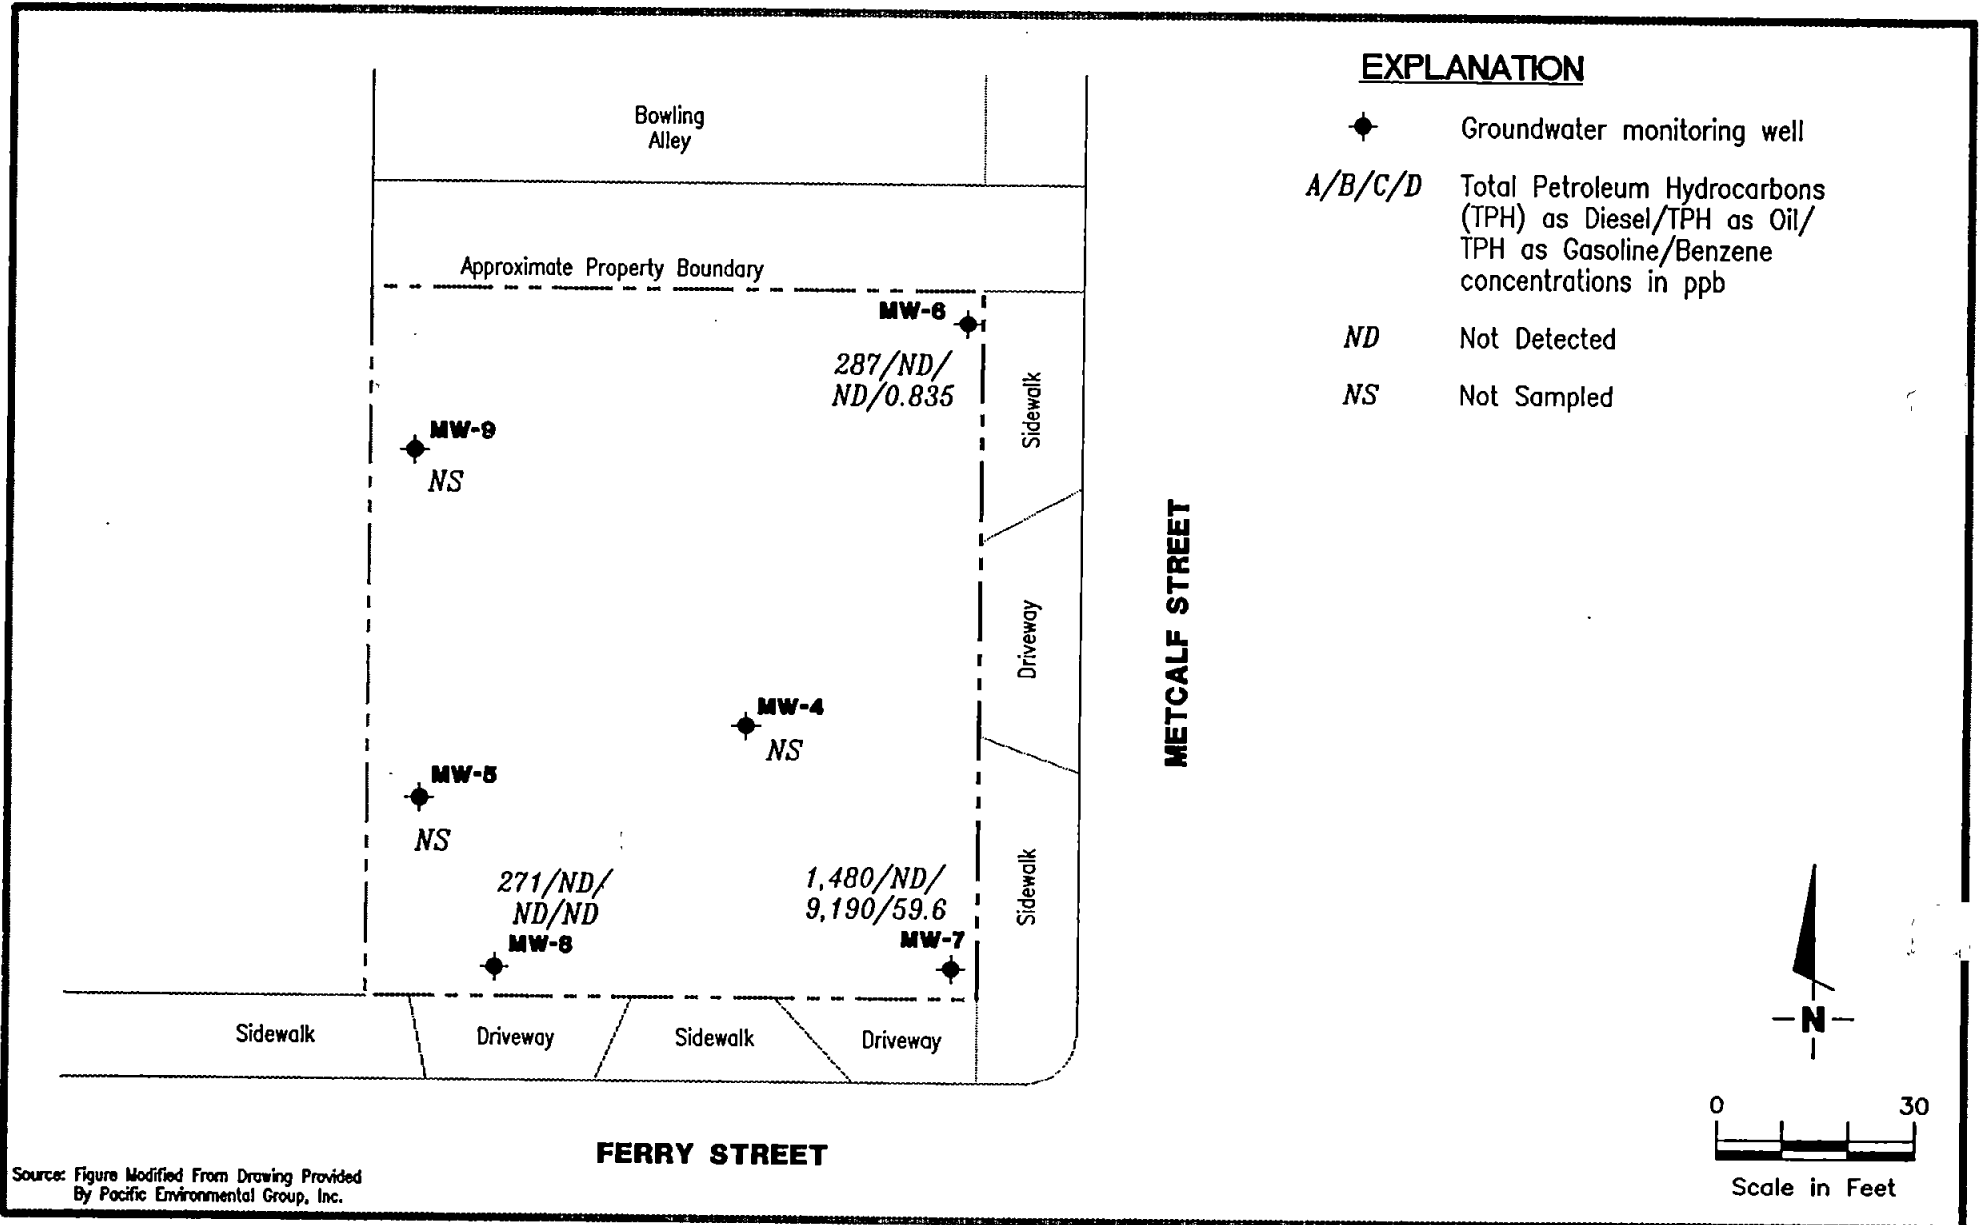 EXPLANATION
Groundwater monitoring well
A/B/C/D Total Petroleum Hydrocarbons
(TPH) as Diesel/TPH as Oil/
TPH as Gasoline/Benzene
concentrations in ppb
ND Not Detected
NS Not Sampled
Bowling
Alley
Approximate Property Boundary
MW-6
287/ND/
ND/0.835
Sidewalk
MW-9
NS
METCALF STREET
Driveway
MW-4
NS
MW-5
NS
271/ND/
ND/ND
MW-8
1,480/ND/
9,190/59.6
MW-7
Sidewalk
Sidewalk
Driveway
Sidewalk
Driveway
N
0 30
Scale in Feet
FERRY STREET
Source: Figure Modified From Drawing Provided
By Pacific Environmental Group, Inc.